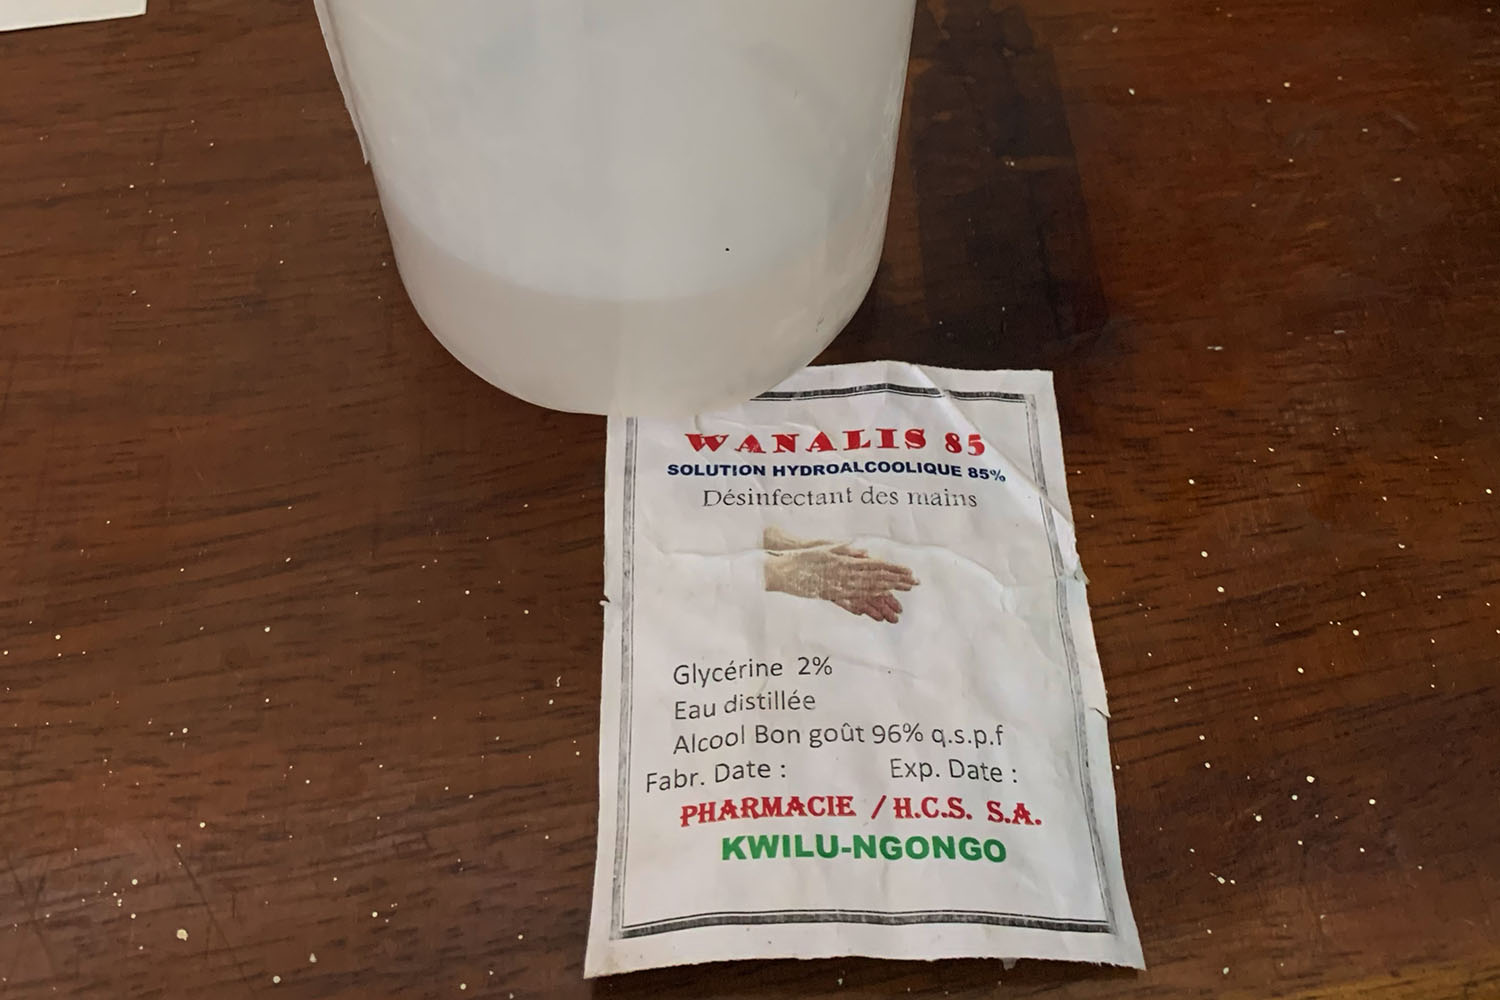 WANALIS 85
SOLUTION HYDROALCOOLIQUE 85%
Désinfectant des mains
Glycérine 2%
Eau distillée
Alcool Bon goût 96% q.s.p.f
Fabr. Date : Exp. Date :
PHARMACIE / H.C.S. S.A.
KWILU-NGONGO